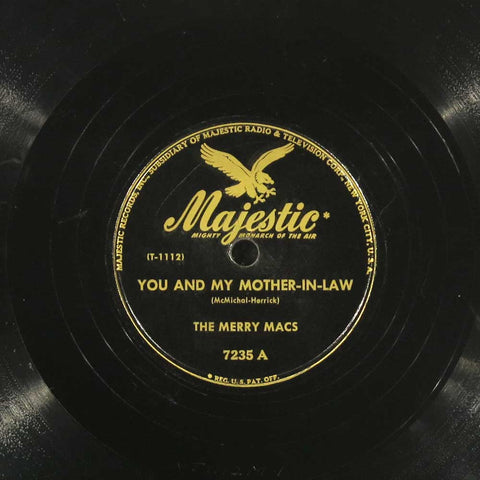 MAJESTIC RECORDS, INC., SUBSIDIARY OF MAJESTIC RADIO & TELEVISION CORP., NEW YORK CITY, U.S.A.
Majestic*
MIGHTY MONARCH OF THE AIR
(T-1112)
YOU AND MY MOTHER-IN-LAW
(McMichal-Herrick)
THE MERRY MACS
7235 A
* REG. U.S. PAT. OFF.